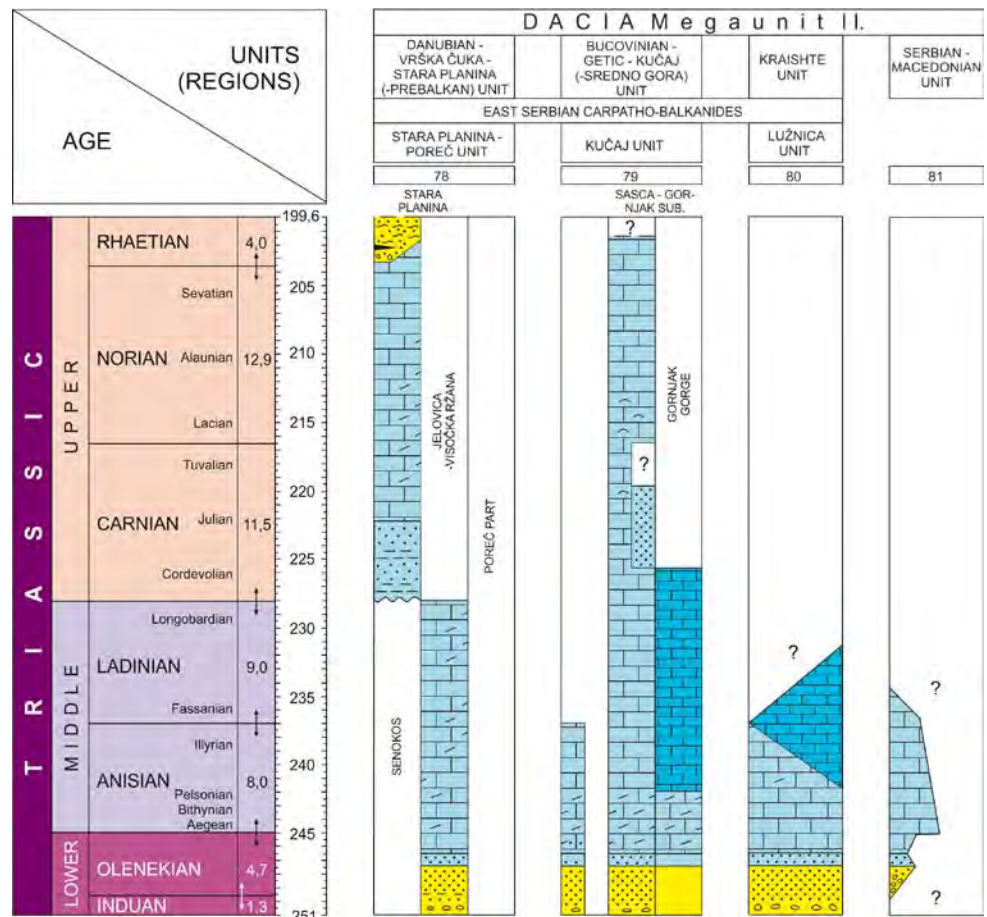 UNITS
(REGIONS)
AGE
D A C I A M e g a u n i t II.
DANUBIAN -
VRŠKA ČUKA -
STARA PLANINA
(-PREBALKAN) UNIT
BUCOVINIAN -
GETIC - KUČAJ
(-SREDNO GORA)
UNIT
KRAISHTE
UNIT
SERBIAN -
MACEDONIAN
UNIT
EAST SERBIAN CARPATHO-BALKANIDES
STARA PLANINA -
POREČ UNIT
KUČAJ UNIT
LUŽNICA
UNIT
78
79
80
81
STARA
PLANINA
SASCA - GOR-
NJAK SUB.
TRIASSIC
UPPER
RHAETIAN 4,0
Sevatian
NORIAN Alaunian 12,9
Lacian
Tuvalian
CARNIAN Julian 11,5
Cordevolian
MIDDLE
Longobardian
LADINIAN 9,0
Fassanian
Illyrian
ANISIAN 8,0
Pelsonian
Bithynian
Aegean
LOWER
OLENEKIAN 4,7
INDUAN 1,3
199,6
205
210
215
220
225
230
235
240
245
251
SENOKOS
JELOVICA
-VISOČKA RŽANA
POREČ PART
?
?
GORNJAK
GORGE
?
?
?